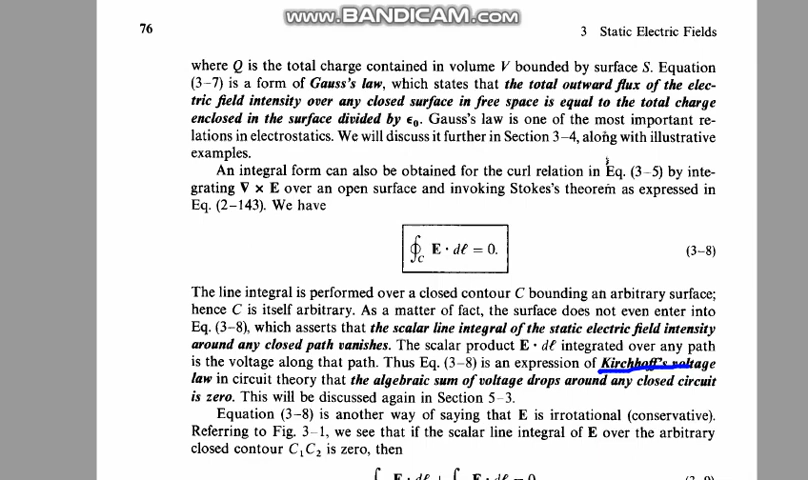 www.BANDICAM.com
76
3 Static Electric Fields
where Q is the total charge contained in volume V bounded by surface S. Equation
(3–7) is a form of Gauss's law, which states that the total outward flux of the elec-
tric field intensity over any closed surface in free space is equal to the total charge
enclosed in the surface divided by ϵ₀. Gauss's law is one of the most important re-
lations in electrostatics. We will discuss it further in Section 3–4, along with illustrative
examples.
An integral form can also be obtained for the curl relation in Eq. (3–5) by inte-
grating ∇ × E over an open surface and invoking Stokes's theorem as expressed in
Eq. (2–143). We have
∮_C E · dℓ = 0. (3–8)
The line integral is performed over a closed contour C bounding an arbitrary surface;
hence C is itself arbitrary. As a matter of fact, the surface does not even enter into
Eq. (3–8), which asserts that the scalar line integral of the static electric field intensity
around any closed path vanishes. The scalar product E · dℓ integrated over any path
is the voltage along that path. Thus Eq. (3–8) is an expression of Kirchhoff's voltage
law in circuit theory that the algebraic sum of voltage drops around any closed circuit
is zero. This will be discussed again in Section 5–3.
Equation (3–8) is another way of saying that E is irrotational (conservative).
Referring to Fig. 3–1, we see that if the scalar line integral of E over the arbitrary
closed contour C₁C₂ is zero, then